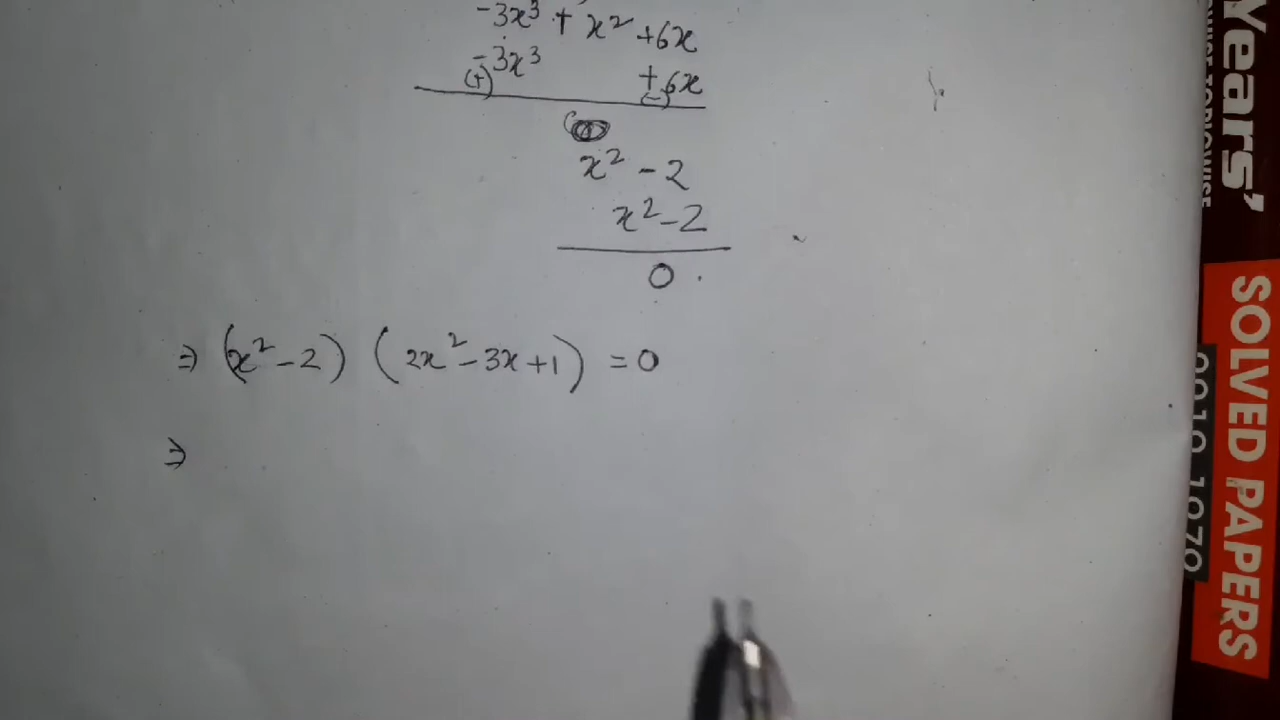 -3x³ + x² +6x
-3x³ +6x
(+) (-)
x² - 2
x² - 2
0
⇒ (x² - 2) (2x² - 3x + 1) = 0
⇒
Years'
SOLVED PAPERS